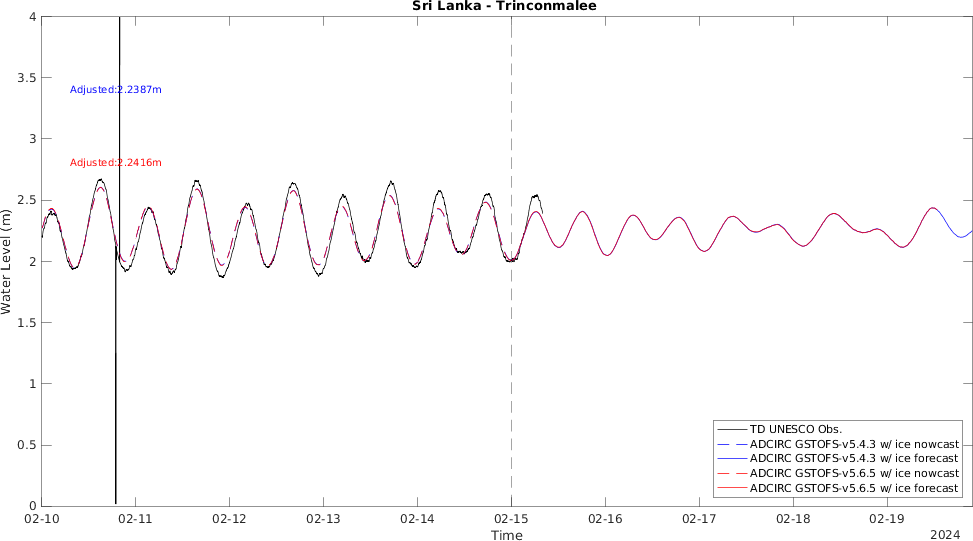 Sri Lanka - Trinconmalee
4
3.5
3
2.5
2
1.5
1
0.5
0
Water Level (m)
Adjusted:2.2387m
Adjusted:2.2416m
TD UNESCO Obs.
ADCIRC GSTOFS-v5.4.3 w/ ice nowcast
ADCIRC GSTOFS-v5.4.3 w/ ice forecast
ADCIRC GSTOFS-v5.6.5 w/ ice nowcast
ADCIRC GSTOFS-v5.6.5 w/ ice forecast
02-10 02-11 02-12 02-13 02-14 02-15 02-16 02-17 02-18 02-19
Time
2024